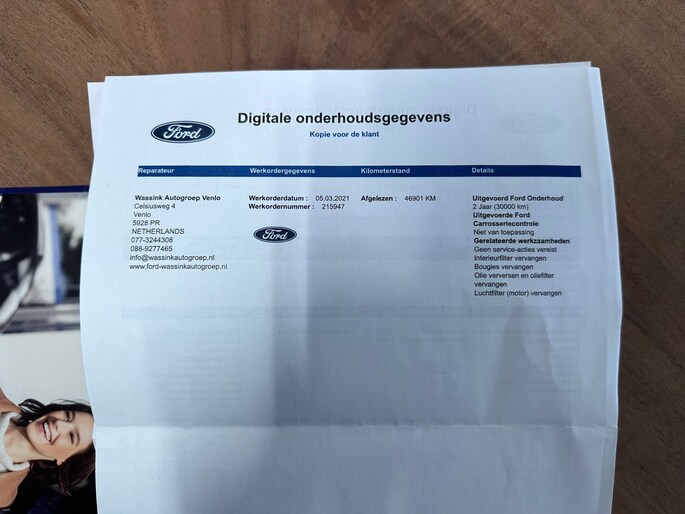 Ford
Digitale onderhoudsgegevens
Kopie voor de klant
Reparateur
Wassink Autogroep Venlo
Celsiusweg 4
Venlo
5928 PR
NETHERLANDS
077-3244308
088-9277465
info@wassinkautogroep.nl
www.ford-wassinkautogroep.nl
Werkordergegevens
Werkorderdatum : 05.03.2021
Werkordernummer : 215947
Ford
Kilometerstand
Afgelezen : 46901 KM
Details
Uitgevoerd Ford Onderhoud
2 Jaar (30000 km)
Uitgevoerde Ford
Carrosseriecontrole
Niet van toepassing
Gerelateerde werkzaamheden
Geen service-acties vereist
Interieurfilter vervangen
Bougies vervangen
Olie verversen en oliefilter
vervangen
Luchtfilter (motor) vervangen